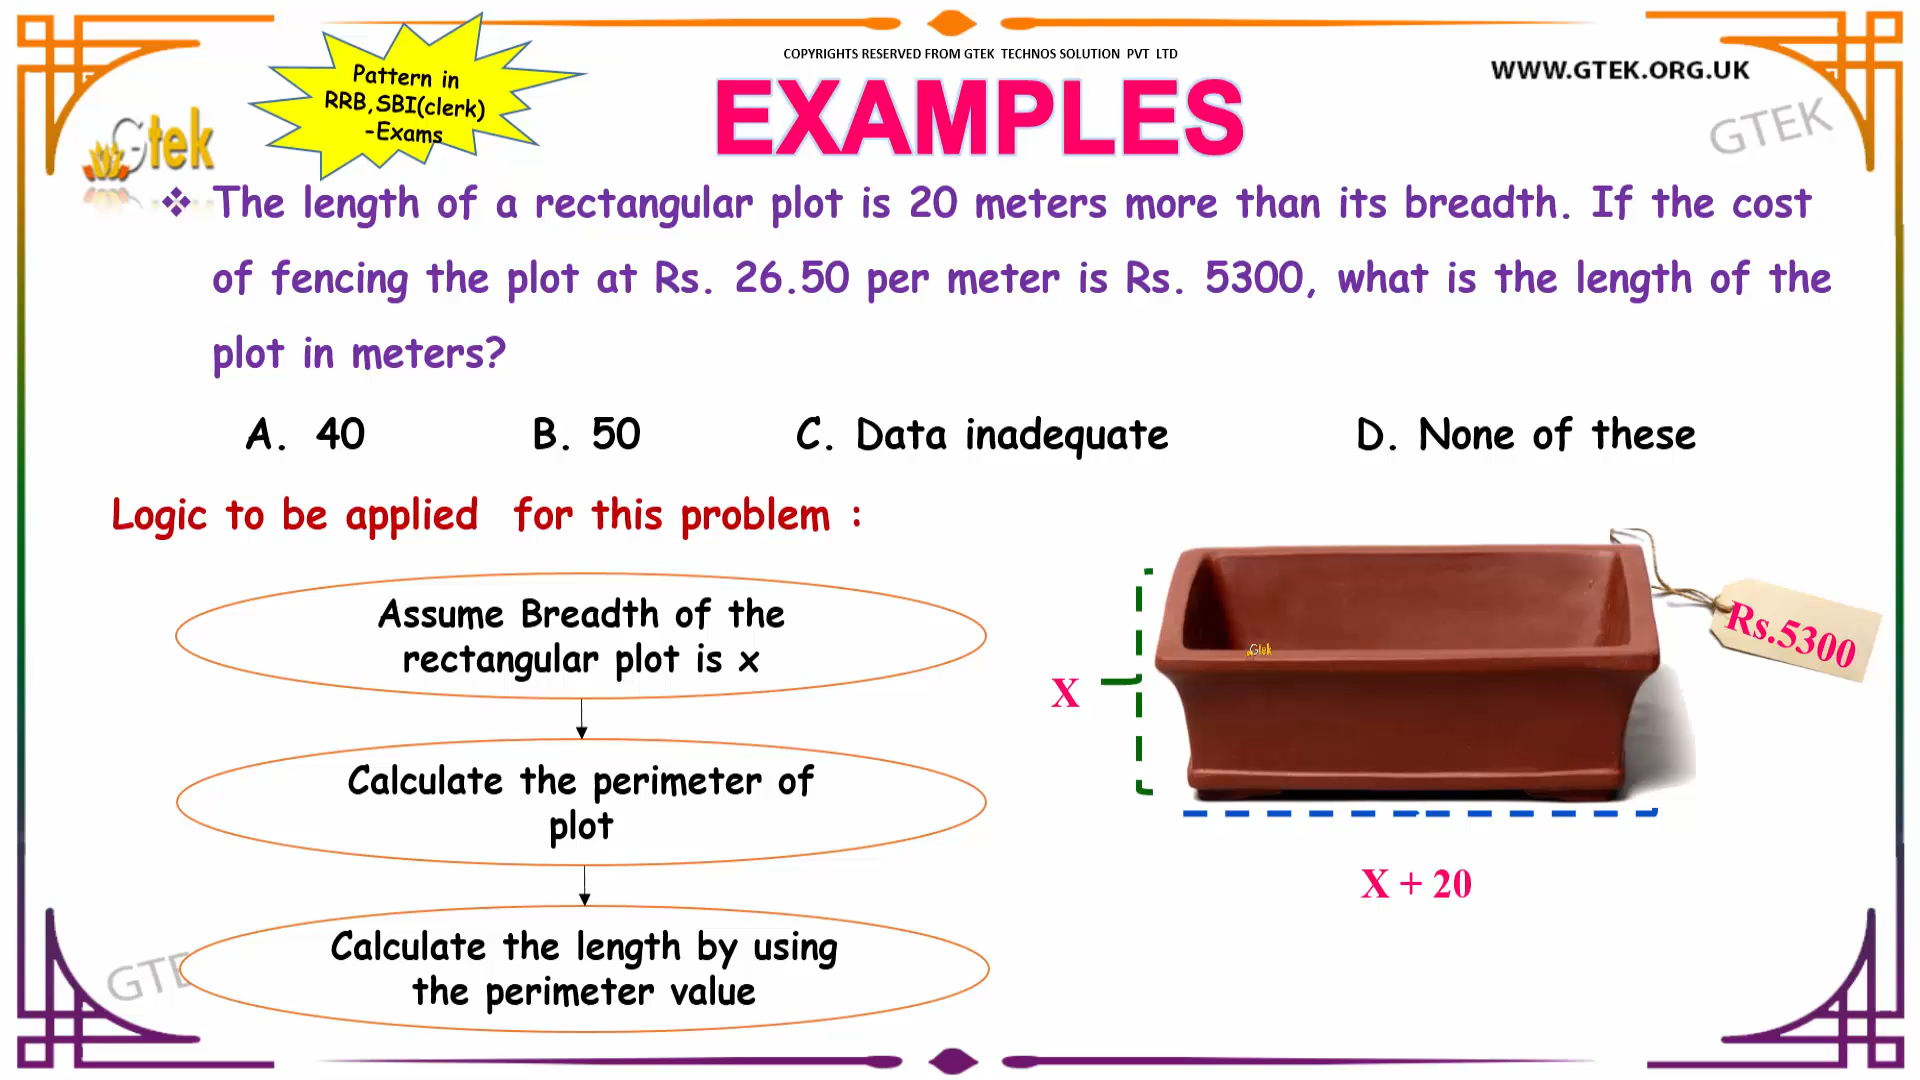 COPYRIGHTS RESERVED FROM GTEK TECHNOS SOLUTION PVT LTD
WWW.GTEK.ORG.UK
Pattern in
RRB,SBI(clerk)
-Exams
EXAMPLES
GTEK
Gtek
❖ The length of a rectangular plot is 20 meters more than its breadth. If the cost
of fencing the plot at Rs. 26.50 per meter is Rs. 5300, what is the length of the
plot in meters?
A. 40 B. 50 C. Data inadequate D. None of these
Logic to be applied for this problem :
Assume Breadth of the
rectangular plot is x
Calculate the perimeter of
plot
Calculate the length by using
the perimeter value
Rs.5300
Gtek
X
X + 20
GTE